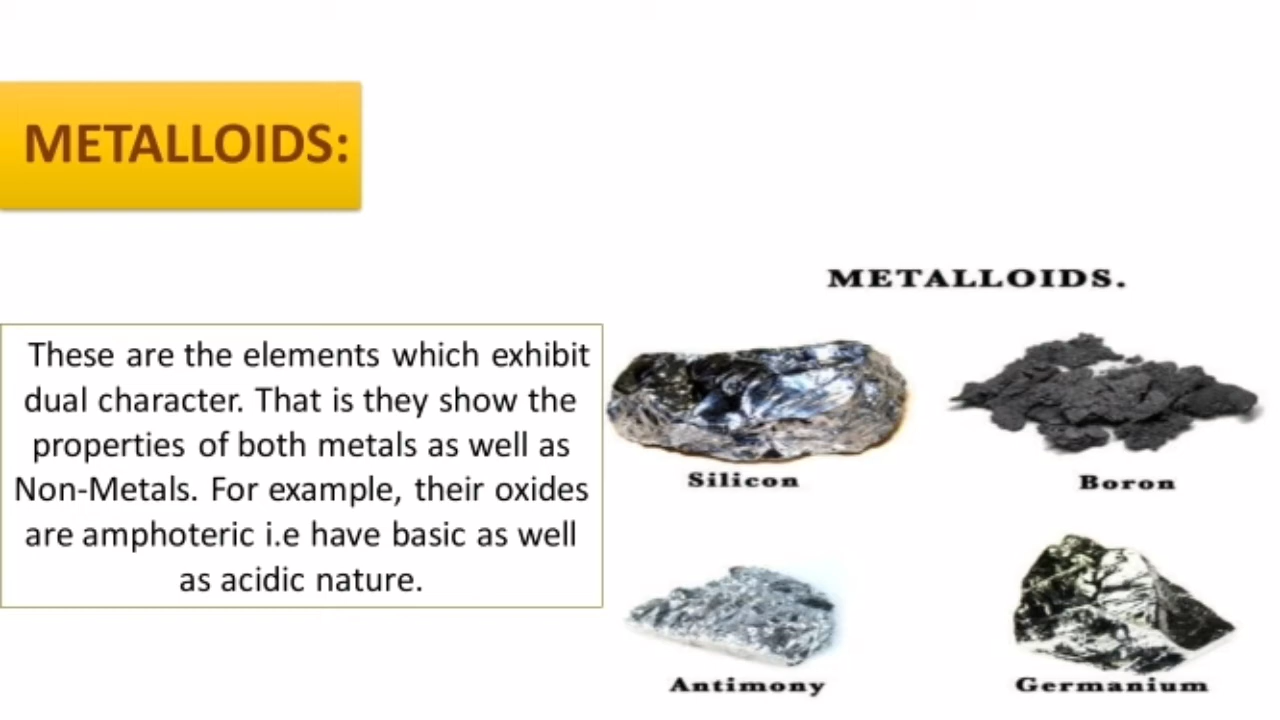 METALLOIDS:
METALLOIDS.
These are the elements which exhibit
dual character. That is they show the
properties of both metals as well as
Non-Metals. For example, their oxides
are amphoteric i.e have basic as well
as acidic nature.
Silicon
Boron
Antimony
Germanium